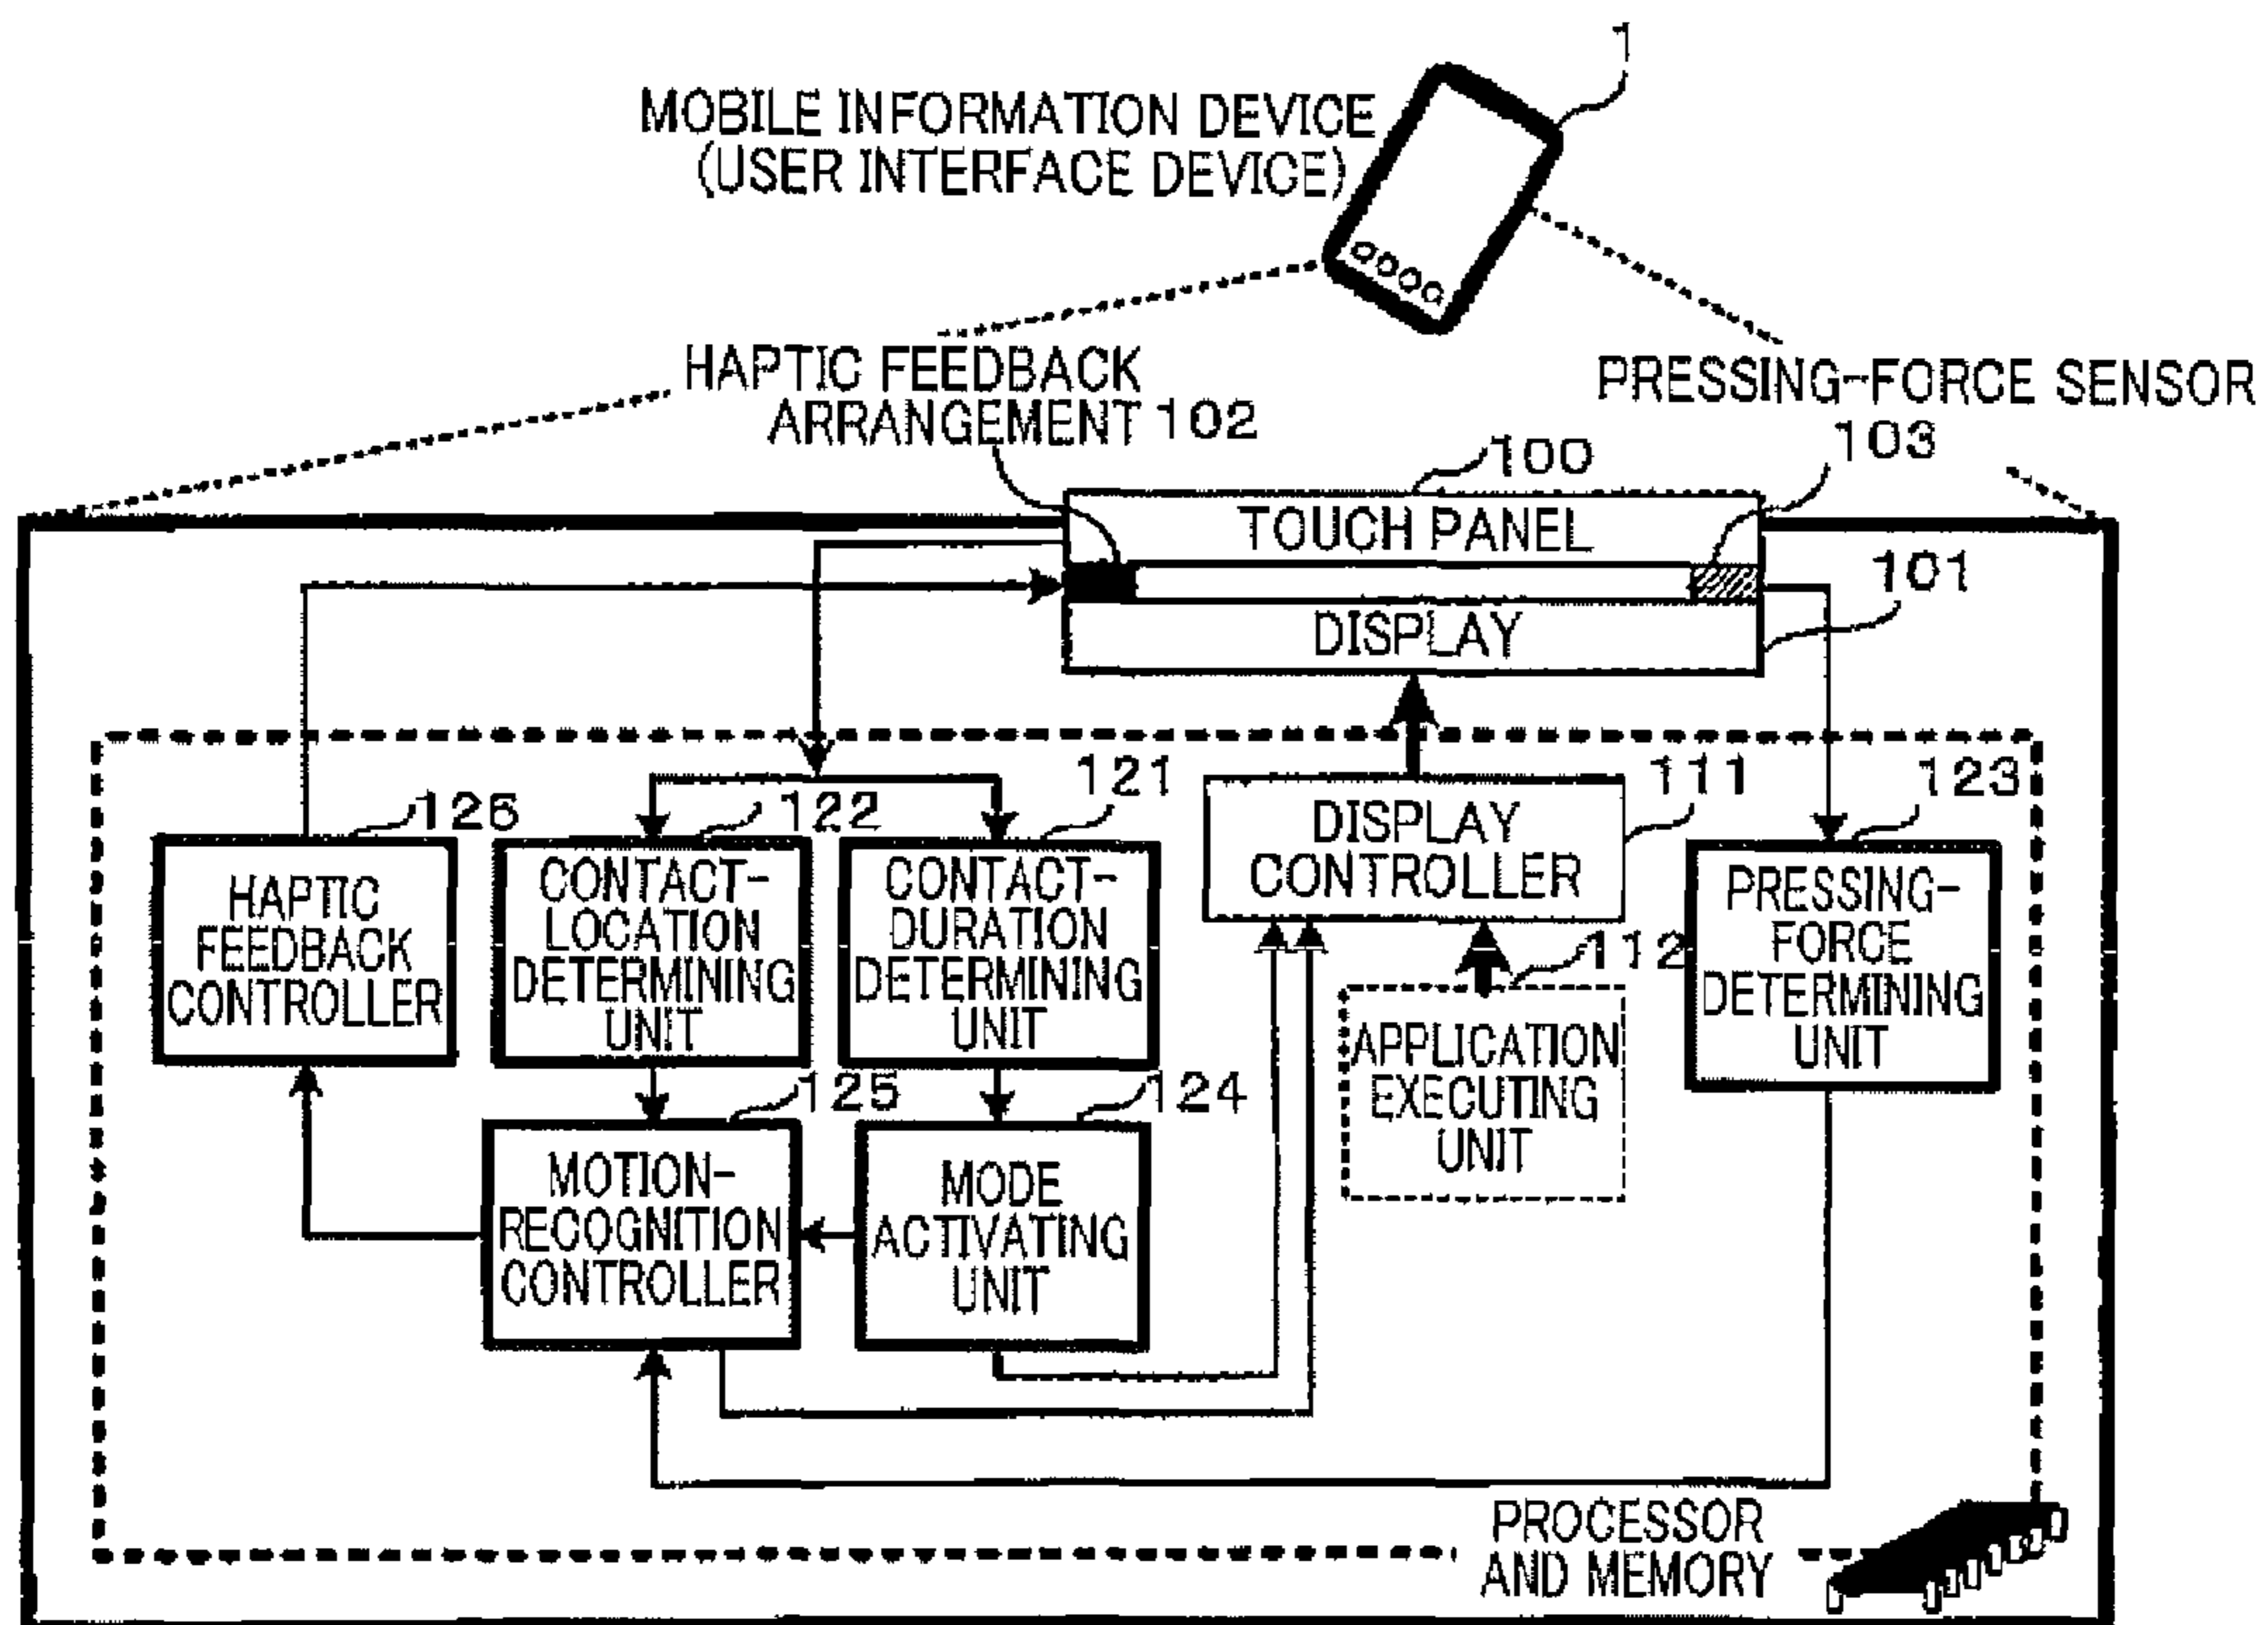 1
MOBILE INFORMATION DEVICE
(USER INTERFACE DEVICE)
HAPTIC FEEDBACK
ARRANGEMENT 102
PRESSING-FORCE SENSOR
103
100
TOUCH PANEL
101
DISPLAY
126
HAPTIC
FEEDBACK
CONTROLLER
122
CONTACT-
LOCATION
DETERMINING
UNIT
121
CONTACT-
DURATION
DETERMINING
UNIT
111
DISPLAY
CONTROLLER
123
PRESSING-
FORCE
DETERMINING
UNIT
112
APPLICATION
EXECUTING
UNIT
125
MOTION-
RECOGNITION
CONTROLLER
124
MODE
ACTIVATING
UNIT
PROCESSOR
AND MEMORY